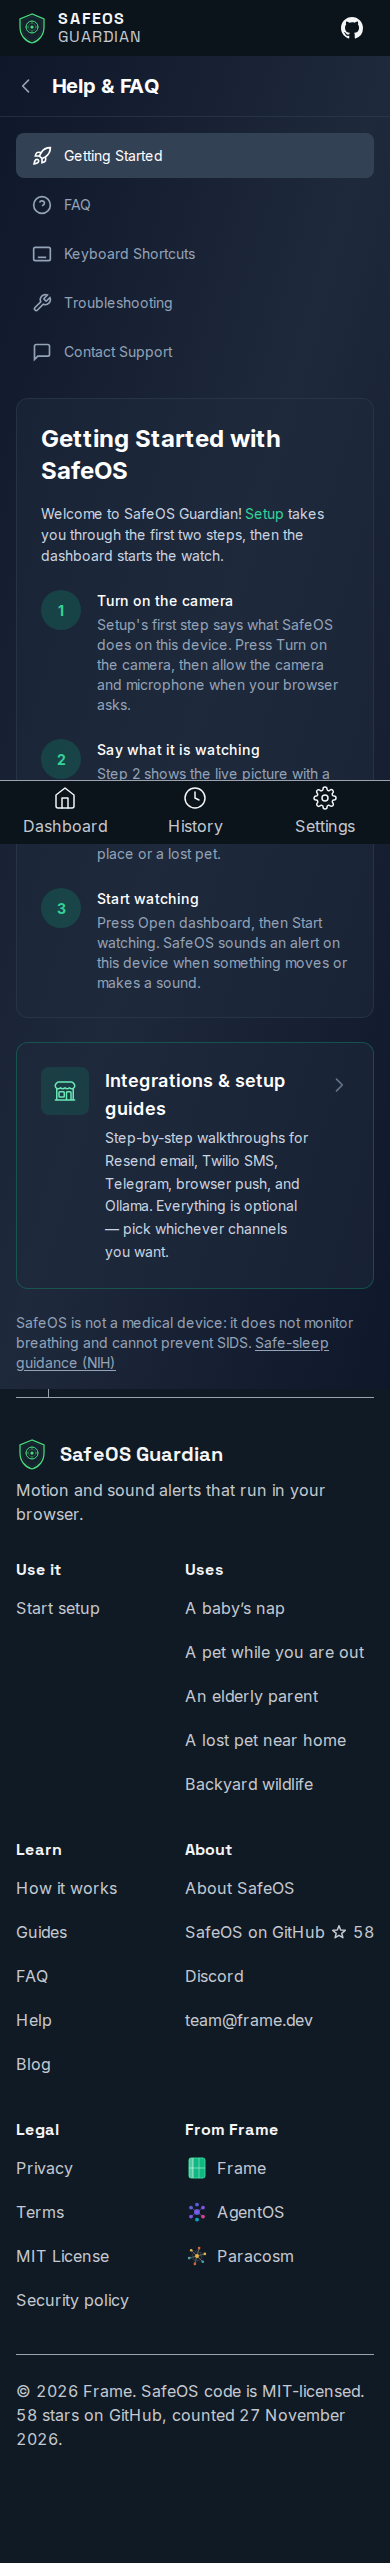 SAFEOS
GUARDIAN
Help & FAQ
Getting Started
FAQ
Keyboard Shortcuts
Troubleshooting
Contact Support
Getting Started with
SafeOS
Welcome to SafeOS Guardian! Setup takes
you through the first two steps, then the
dashboard starts the watch.
1
Turn on the camera
Setup's first step says what SafeOS
does on this device. Press Turn on
the camera, then allow the camera
and microphone when your browser
asks.
2
Say what it is watching
Step 2 shows the live picture with a
Dashboard
History
Settings
place or a lost pet.
3
Start watching
Press Open dashboard, then Start
watching. SafeOS sounds an alert on
this device when something moves or
makes a sound.
Integrations & setup
guides
Step-by-step walkthroughs for
Resend email, Twilio SMS,
Telegram, browser push, and
Ollama. Everything is optional
— pick whichever channels
you want.
SafeOS is not a medical device: it does not monitor
breathing and cannot prevent SIDS. Safe-sleep
guidance (NIH)
SafeOS Guardian
Motion and sound alerts that run in your
browser.
Use it
Start setup
Uses
A baby’s nap
A pet while you are out
An elderly parent
A lost pet near home
Backyard wildlife
Learn
How it works
Guides
FAQ
Help
Blog
About
About SafeOS
SafeOS on GitHub ☆ 58
Discord
team@frame.dev
Legal
Privacy
Terms
MIT License
Security policy
From Frame
Frame
AgentOS
Paracosm
© 2026 Frame. SafeOS code is MIT-licensed.
58 stars on GitHub, counted 27 November
2026.